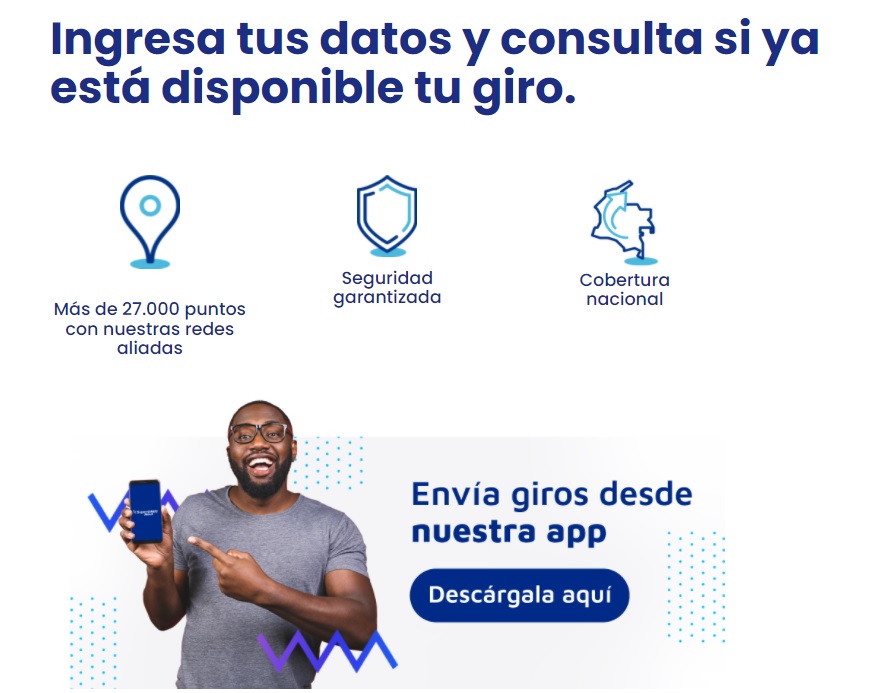 Ingresa tus datos y consulta si ya
está disponible tu giro.
Más de 27.000 puntos
con nuestras redes
aliadas
Seguridad
garantizada
Cobertura
nacional
Envía giros desde
nuestra app
Descárgala aquí